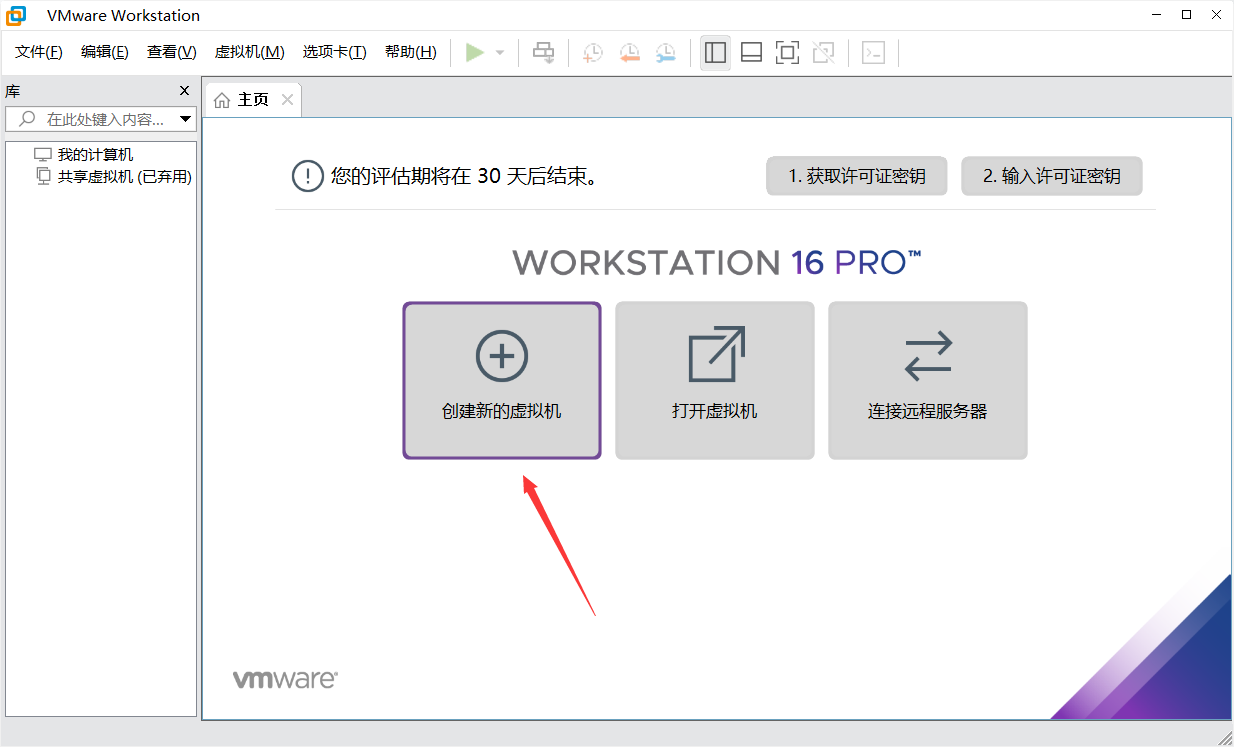 VMware Workstation
文件(F) 编辑(E) 查看(V) 虚拟机(M) 选项卡(T) 帮助(H)
库
主页
在此处键入内容...
我的计算机
共享虚拟机 (已弃用)
您的评估期将在 30 天后结束。
1. 获取许可证密钥
2. 输入许可证密钥
WORKSTATION 16 PRO™
创建新的虚拟机
打开虚拟机
连接远程服务器
vmware®